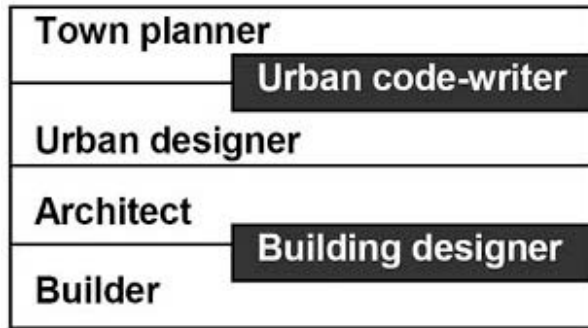 Town planner
Urban code-writer
Urban designer
Architect
Building designer
Builder